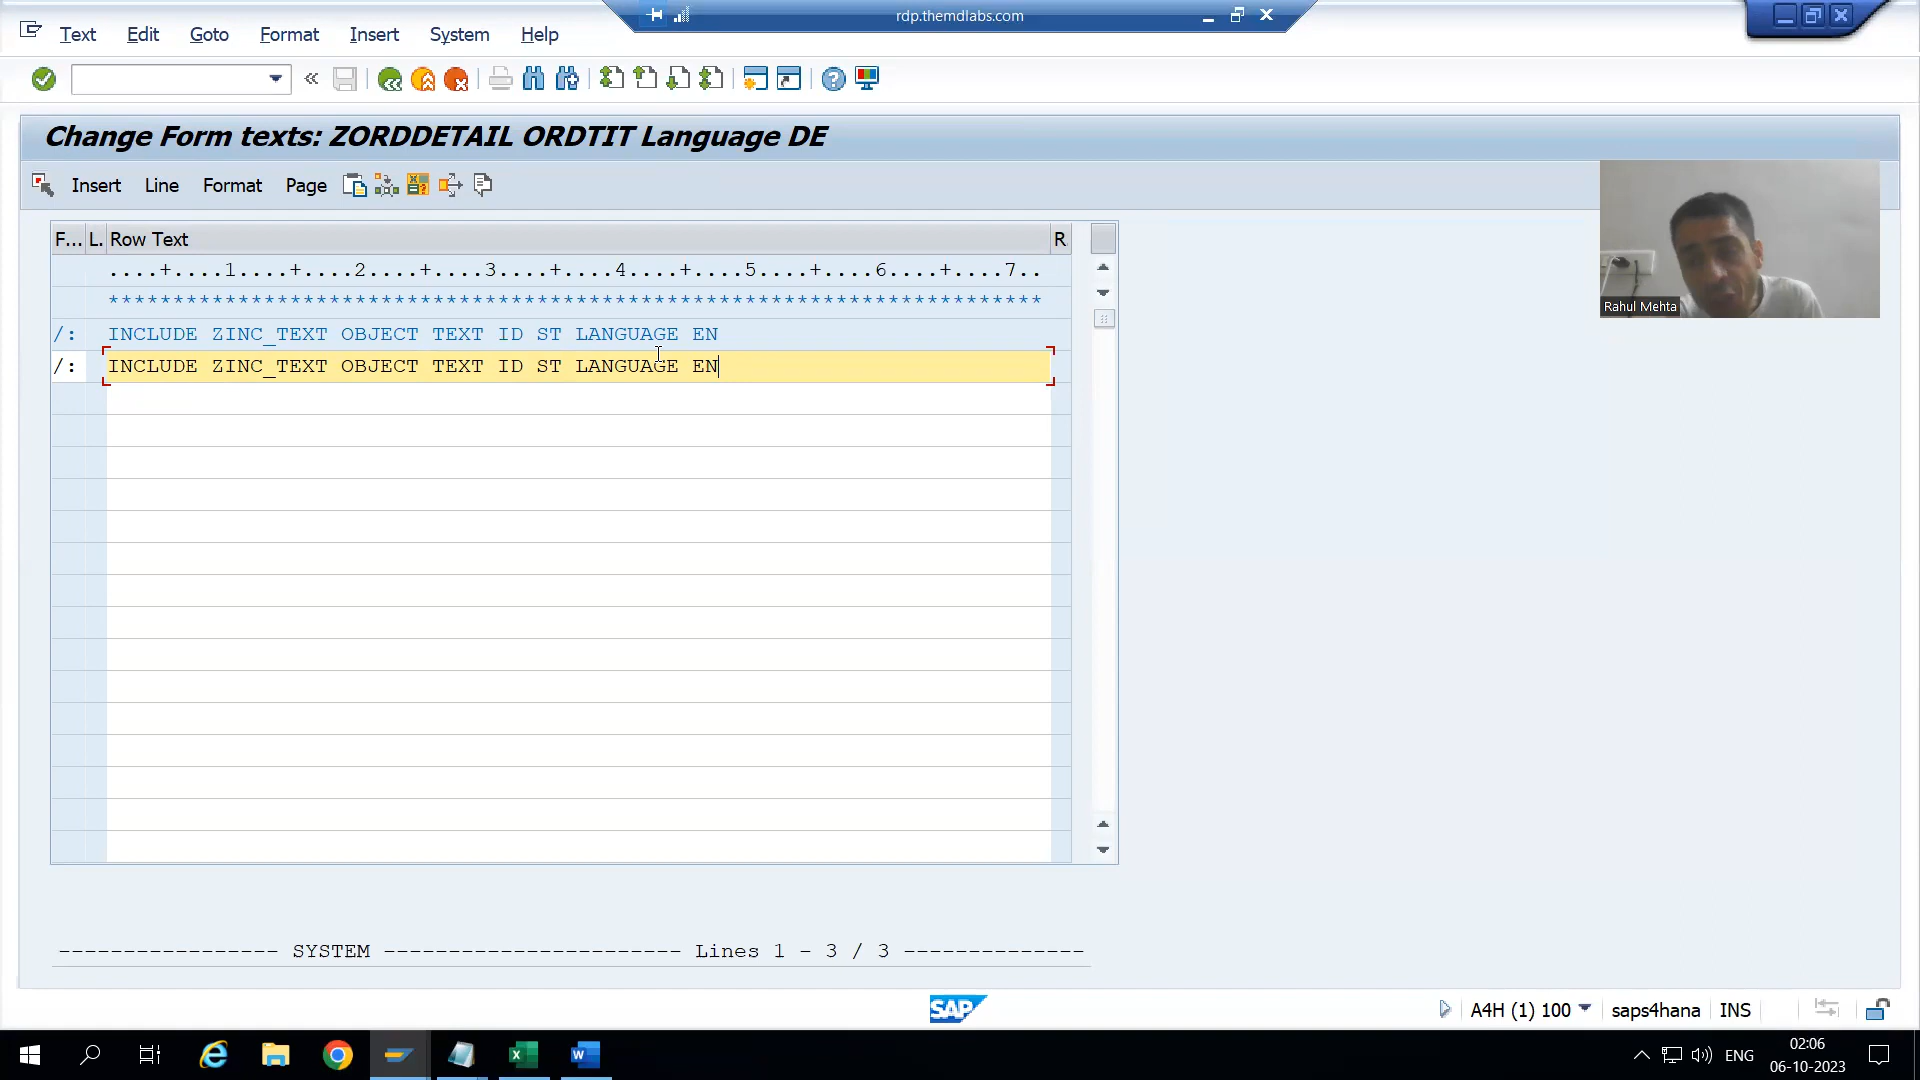 rdp.themdlabs.com
Text Edit Goto Format Insert System Help
Change Form texts: ZORDDETAIL ORDTIT Language DE
Insert Line Format Page
F... L. Row Text R
....+....1....+....2....+....3....+....4....+....5....+....6....+....7..
************************************************************************
/: INCLUDE ZINC_TEXT OBJECT TEXT ID ST LANGUAGE EN
/: INCLUDE ZINC_TEXT OBJECT TEXT ID ST LANGUAGE EN
Rahul Mehta
----------------- SYSTEM ----------------------- Lines 1 - 3 / 3 --------------
SAP
A4H (1) 100 saps4hana INS
ENG
02:06
06-10-2023